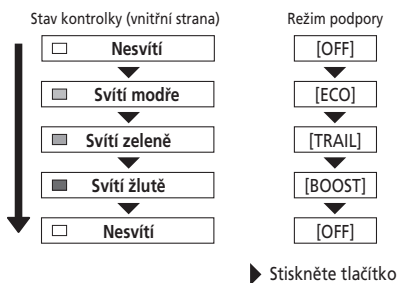 Stav kontrolky (vnitřní strana) Režim podpory
Nesvítí [OFF]
Svítí modře [ECO]
Svítí zeleně [TRAIL]
Svítí žlutě [BOOST]
Nesvítí [OFF]
Stiskněte tlačítko